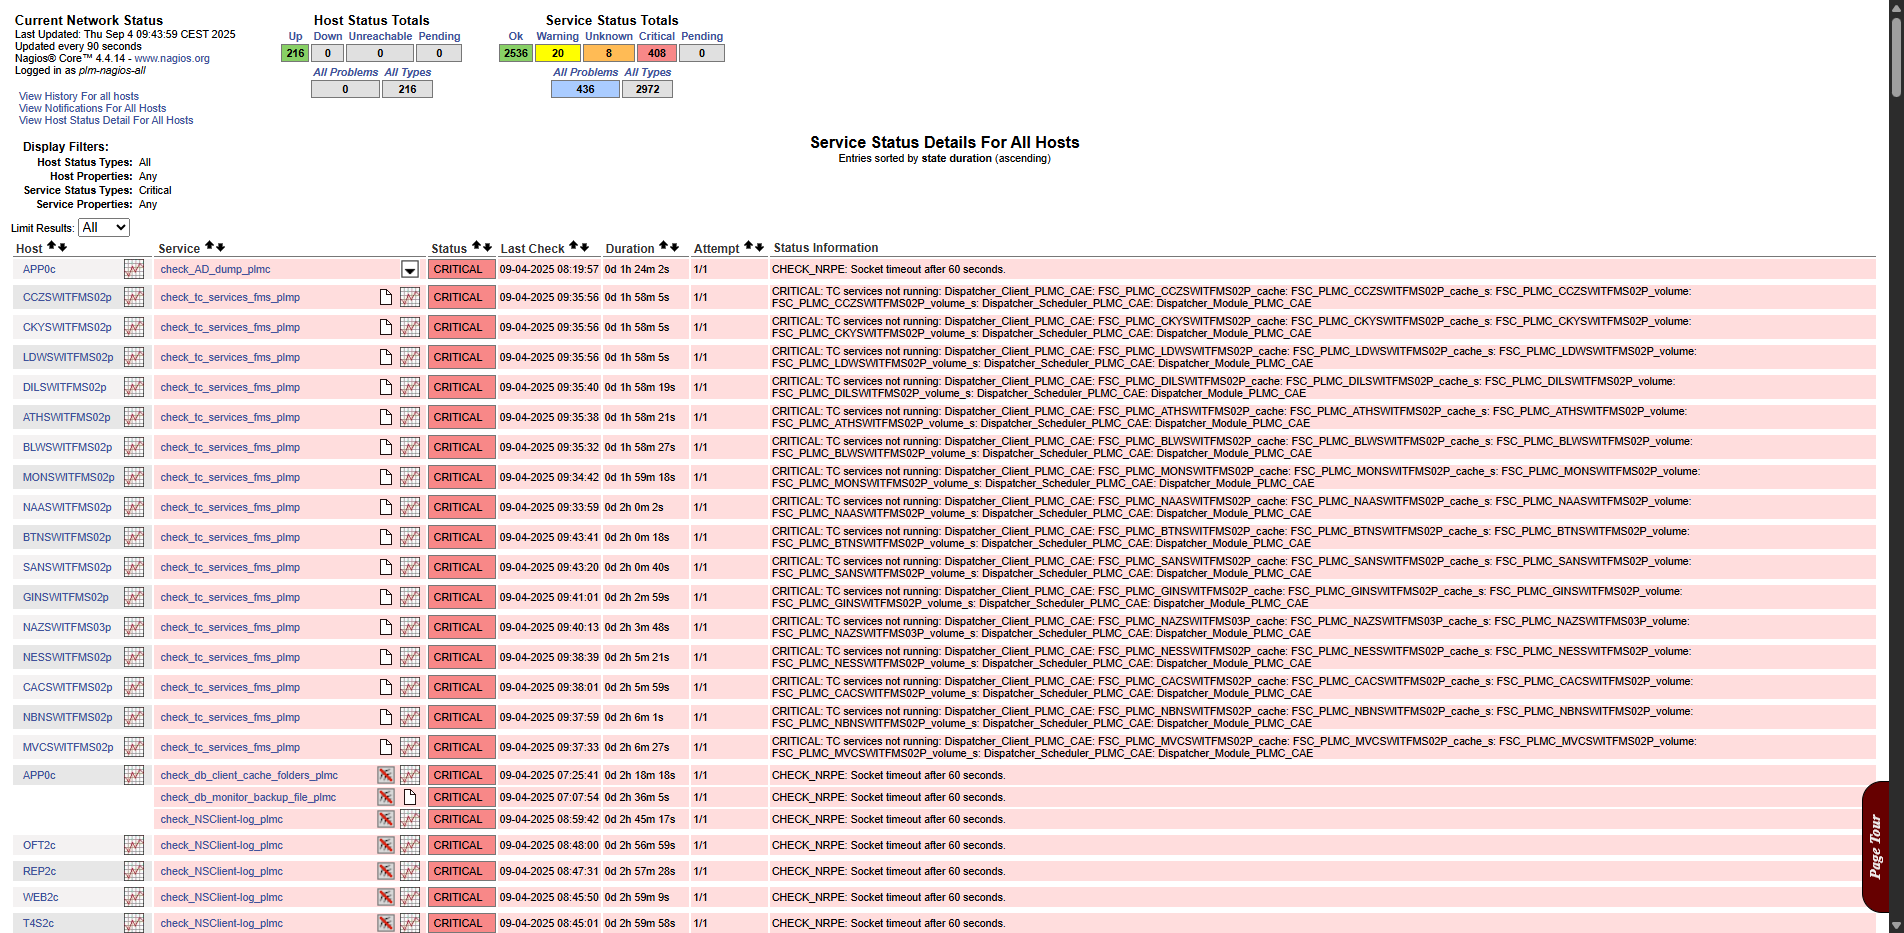 Current Network Status
Last Updated: Thu Sep 4 09:43:59 CEST 2025
Updated every 90 seconds
Nagios® Core™ 4.4.14 - www.nagios.org
Logged in as plm-nagios-all
View History For all hosts
View Notifications For All Hosts
View Host Status Detail For All Hosts
Host Status Totals
Up Down Unreachable Pending
216 0 0 0
All Problems All Types
0 216
Service Status Totals
Ok Warning Unknown Critical Pending
2536 20 8 408 0
All Problems All Types
436 2972
Display Filters:
Host Status Types: All
Host Properties: Any
Service Status Types: Critical
Service Properties: Any
Service Status Details For All Hosts
Entries sorted by state duration (ascending)
Limit Results: All
Host Service Status Last Check Duration Attempt Status Information
APP0c check_AD_dump_plmc CRITICAL 09-04-2025 08:19:57 0d 1h 24m 2s 1/1 CHECK_NRPE: Socket timeout after 60 seconds.
CCZSWITFMS02p check_tc_services_fms_plmp CRITICAL 09-04-2025 09:35:56 0d 1h 58m 5s 1/1 CRITICAL: TC services not running: Dispatcher_Client_PLMC_CAE: FSC_PLMC_CCZSWITFMS02P_cache: FSC_PLMC_CCZSWITFMS02P_cache_s: FSC_PLMC_CCZSWITFMS02P_volume:
FSC_PLMC_CCZSWITFMS02P_volume_s: Dispatcher_Scheduler_PLMC_CAE: Dispatcher_Module_PLMC_CAE
CKYSWITFMS02p check_tc_services_fms_plmp CRITICAL 09-04-2025 09:35:56 0d 1h 58m 5s 1/1 CRITICAL: TC services not running: Dispatcher_Client_PLMC_CAE: FSC_PLMC_CKYSWITFMS02P_cache: FSC_PLMC_CKYSWITFMS02P_cache_s: FSC_PLMC_CKYSWITFMS02P_volume:
FSC_PLMC_CKYSWITFMS02P_volume_s: Dispatcher_Scheduler_PLMC_CAE: Dispatcher_Module_PLMC_CAE
LDWSWITFMS02p check_tc_services_fms_plmp CRITICAL 09-04-2025 09:35:56 0d 1h 58m 5s 1/1 CRITICAL: TC services not running: Dispatcher_Client_PLMC_CAE: FSC_PLMC_LDWSWITFMS02P_cache: FSC_PLMC_LDWSWITFMS02P_cache_s: FSC_PLMC_LDWSWITFMS02P_volume:
FSC_PLMC_LDWSWITFMS02P_volume_s: Dispatcher_Scheduler_PLMC_CAE: Dispatcher_Module_PLMC_CAE
DILSWITFMS02p check_tc_services_fms_plmp CRITICAL 09-04-2025 09:35:40 0d 1h 58m 19s 1/1 CRITICAL: TC services not running: Dispatcher_Client_PLMC_CAE: FSC_PLMC_DILSWITFMS02P_cache: FSC_PLMC_DILSWITFMS02P_cache_s: FSC_PLMC_DILSWITFMS02P_volume:
FSC_PLMC_DILSWITFMS02P_volume_s: Dispatcher_Scheduler_PLMC_CAE: Dispatcher_Module_PLMC_CAE
ATHSWITFMS02p check_tc_services_fms_plmp CRITICAL 09-04-2025 09:35:38 0d 1h 58m 21s 1/1 CRITICAL: TC services not running: Dispatcher_Client_PLMC_CAE: FSC_PLMC_ATHSWITFMS02P_cache: FSC_PLMC_ATHSWITFMS02P_cache_s: FSC_PLMC_ATHSWITFMS02P_volume:
FSC_PLMC_ATHSWITFMS02P_volume_s: Dispatcher_Scheduler_PLMC_CAE: Dispatcher_Module_PLMC_CAE
BLWSWITFMS02p check_tc_services_fms_plmp CRITICAL 09-04-2025 09:35:32 0d 1h 58m 27s 1/1 CRITICAL: TC services not running: Dispatcher_Client_PLMC_CAE: FSC_PLMC_BLWSWITFMS02P_cache: FSC_PLMC_BLWSWITFMS02P_cache_s: FSC_PLMC_BLWSWITFMS02P_volume:
FSC_PLMC_BLWSWITFMS02P_volume_s: Dispatcher_Scheduler_PLMC_CAE: Dispatcher_Module_PLMC_CAE
MONSWITFMS02p check_tc_services_fms_plmp CRITICAL 09-04-2025 09:34:42 0d 1h 59m 18s 1/1 CRITICAL: TC services not running: Dispatcher_Client_PLMC_CAE: FSC_PLMC_MONSWITFMS02P_cache: FSC_PLMC_MONSWITFMS02P_cache_s: FSC_PLMC_MONSWITFMS02P_volume:
FSC_PLMC_MONSWITFMS02P_volume_s: Dispatcher_Scheduler_PLMC_CAE: Dispatcher_Module_PLMC_CAE
NAASWITFMS02p check_tc_services_fms_plmp CRITICAL 09-04-2025 09:33:59 0d 2h 0m 2s 1/1 CRITICAL: TC services not running: Dispatcher_Client_PLMC_CAE: FSC_PLMC_NAASWITFMS02P_cache: FSC_PLMC_NAASWITFMS02P_cache_s: FSC_PLMC_NAASWITFMS02P_volume:
FSC_PLMC_NAASWITFMS02P_volume_s: Dispatcher_Scheduler_PLMC_CAE: Dispatcher_Module_PLMC_CAE
BTNSWITFMS02p check_tc_services_fms_plmp CRITICAL 09-04-2025 09:43:41 0d 2h 0m 18s 1/1 CRITICAL: TC services not running: Dispatcher_Client_PLMC_CAE: FSC_PLMC_BTNSWITFMS02P_cache: FSC_PLMC_BTNSWITFMS02P_cache_s: FSC_PLMC_BTNSWITFMS02P_volume:
FSC_PLMC_BTNSWITFMS02P_volume_s: Dispatcher_Scheduler_PLMC_CAE: Dispatcher_Module_PLMC_CAE
SANSWITFMS02p check_tc_services_fms_plmp CRITICAL 09-04-2025 09:43:20 0d 2h 0m 40s 1/1 CRITICAL: TC services not running: Dispatcher_Client_PLMC_CAE: FSC_PLMC_SANSWITFMS02P_cache: FSC_PLMC_SANSWITFMS02P_cache_s: FSC_PLMC_SANSWITFMS02P_volume:
FSC_PLMC_SANSWITFMS02P_volume_s: Dispatcher_Scheduler_PLMC_CAE: Dispatcher_Module_PLMC_CAE
GINSWITFMS02p check_tc_services_fms_plmp CRITICAL 09-04-2025 09:41:01 0d 2h 2m 59s 1/1 CRITICAL: TC services not running: Dispatcher_Client_PLMC_CAE: FSC_PLMC_GINSWITFMS02P_cache: FSC_PLMC_GINSWITFMS02P_cache_s: FSC_PLMC_GINSWITFMS02P_volume:
FSC_PLMC_GINSWITFMS02P_volume_s: Dispatcher_Scheduler_PLMC_CAE: Dispatcher_Module_PLMC_CAE
NAZSWITFMS03p check_tc_services_fms_plmp CRITICAL 09-04-2025 09:40:13 0d 2h 3m 48s 1/1 CRITICAL: TC services not running: Dispatcher_Client_PLMC_CAE: FSC_PLMC_NAZSWITFMS03P_cache: FSC_PLMC_NAZSWITFMS03P_cache_s: FSC_PLMC_NAZSWITFMS03P_volume:
FSC_PLMC_NAZSWITFMS03P_volume_s: Dispatcher_Scheduler_PLMC_CAE: Dispatcher_Module_PLMC_CAE
NESSWITFMS02p check_tc_services_fms_plmp CRITICAL 09-04-2025 09:38:39 0d 2h 5m 21s 1/1 CRITICAL: TC services not running: Dispatcher_Client_PLMC_CAE: FSC_PLMC_NESSWITFMS02P_cache: FSC_PLMC_NESSWITFMS02P_cache_s: FSC_PLMC_NESSWITFMS02P_volume:
FSC_PLMC_NESSWITFMS02P_volume_s: Dispatcher_Scheduler_PLMC_CAE: Dispatcher_Module_PLMC_CAE
CACSWITFMS02p check_tc_services_fms_plmp CRITICAL 09-04-2025 09:38:01 0d 2h 5m 59s 1/1 CRITICAL: TC services not running: Dispatcher_Client_PLMC_CAE: FSC_PLMC_CACSWITFMS02P_cache: FSC_PLMC_CACSWITFMS02P_cache_s: FSC_PLMC_CACSWITFMS02P_volume:
FSC_PLMC_CACSWITFMS02P_volume_s: Dispatcher_Scheduler_PLMC_CAE: Dispatcher_Module_PLMC_CAE
NBNSWITFMS02p check_tc_services_fms_plmp CRITICAL 09-04-2025 09:37:59 0d 2h 6m 1s 1/1 CRITICAL: TC services not running: Dispatcher_Client_PLMC_CAE: FSC_PLMC_NBNSWITFMS02P_cache: FSC_PLMC_NBNSWITFMS02P_cache_s: FSC_PLMC_NBNSWITFMS02P_volume:
FSC_PLMC_NBNSWITFMS02P_volume_s: Dispatcher_Scheduler_PLMC_CAE: Dispatcher_Module_PLMC_CAE
MVCSWITFMS02p check_tc_services_fms_plmp CRITICAL 09-04-2025 09:37:33 0d 2h 6m 27s 1/1 CRITICAL: TC services not running: Dispatcher_Client_PLMC_CAE: FSC_PLMC_MVCSWITFMS02P_cache: FSC_PLMC_MVCSWITFMS02P_cache_s: FSC_PLMC_MVCSWITFMS02P_volume:
FSC_PLMC_MVCSWITFMS02P_volume_s: Dispatcher_Scheduler_PLMC_CAE: Dispatcher_Module_PLMC_CAE
APP0c check_db_client_cache_folders_plmc CRITICAL 09-04-2025 07:25:41 0d 2h 18m 18s 1/1 CHECK_NRPE: Socket timeout after 60 seconds.
check_db_monitor_backup_file_plmc CRITICAL 09-04-2025 07:07:54 0d 2h 36m 5s 1/1 CHECK_NRPE: Socket timeout after 60 seconds.
check_NSClient-log_plmc CRITICAL 09-04-2025 08:59:42 0d 2h 45m 17s 1/1 CHECK_NRPE: Socket timeout after 60 seconds.
OFT2c check_NSClient-log_plmc CRITICAL 09-04-2025 08:48:00 0d 2h 56m 59s 1/1 CHECK_NRPE: Socket timeout after 60 seconds.
REP2c check_NSClient-log_plmc CRITICAL 09-04-2025 08:47:31 0d 2h 57m 28s 1/1 CHECK_NRPE: Socket timeout after 60 seconds.
WEB2c check_NSClient-log_plmc CRITICAL 09-04-2025 08:45:50 0d 2h 59m 9s 1/1 CHECK_NRPE: Socket timeout after 60 seconds.
T4S2c check_NSClient-log_plmc CRITICAL 09-04-2025 08:45:01 0d 2h 59m 58s 1/1 CHECK_NRPE: Socket timeout after 60 seconds.
Page Tour